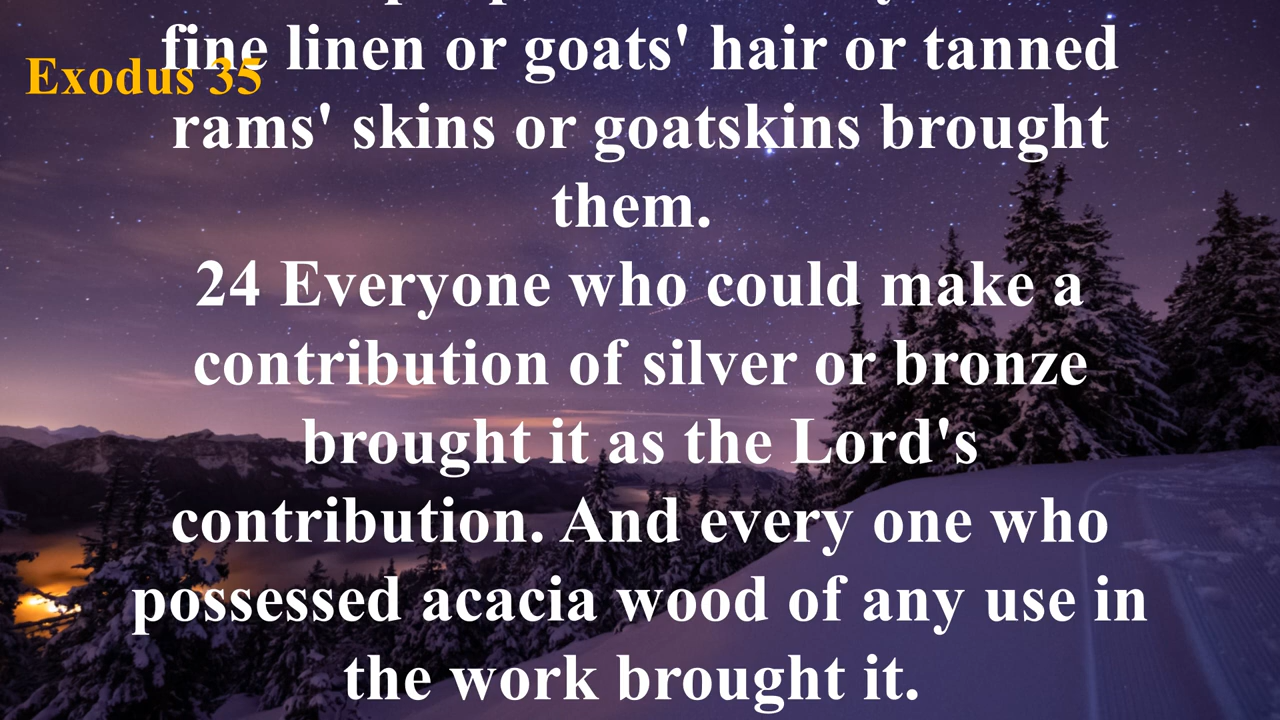 fine linen or goats' hair or tanned
Exodus 35
rams' skins or goatskins brought
them.
24 Everyone who could make a
contribution of silver or bronze
brought it as the Lord's
contribution. And every one who
possessed acacia wood of any use in
the work brought it.